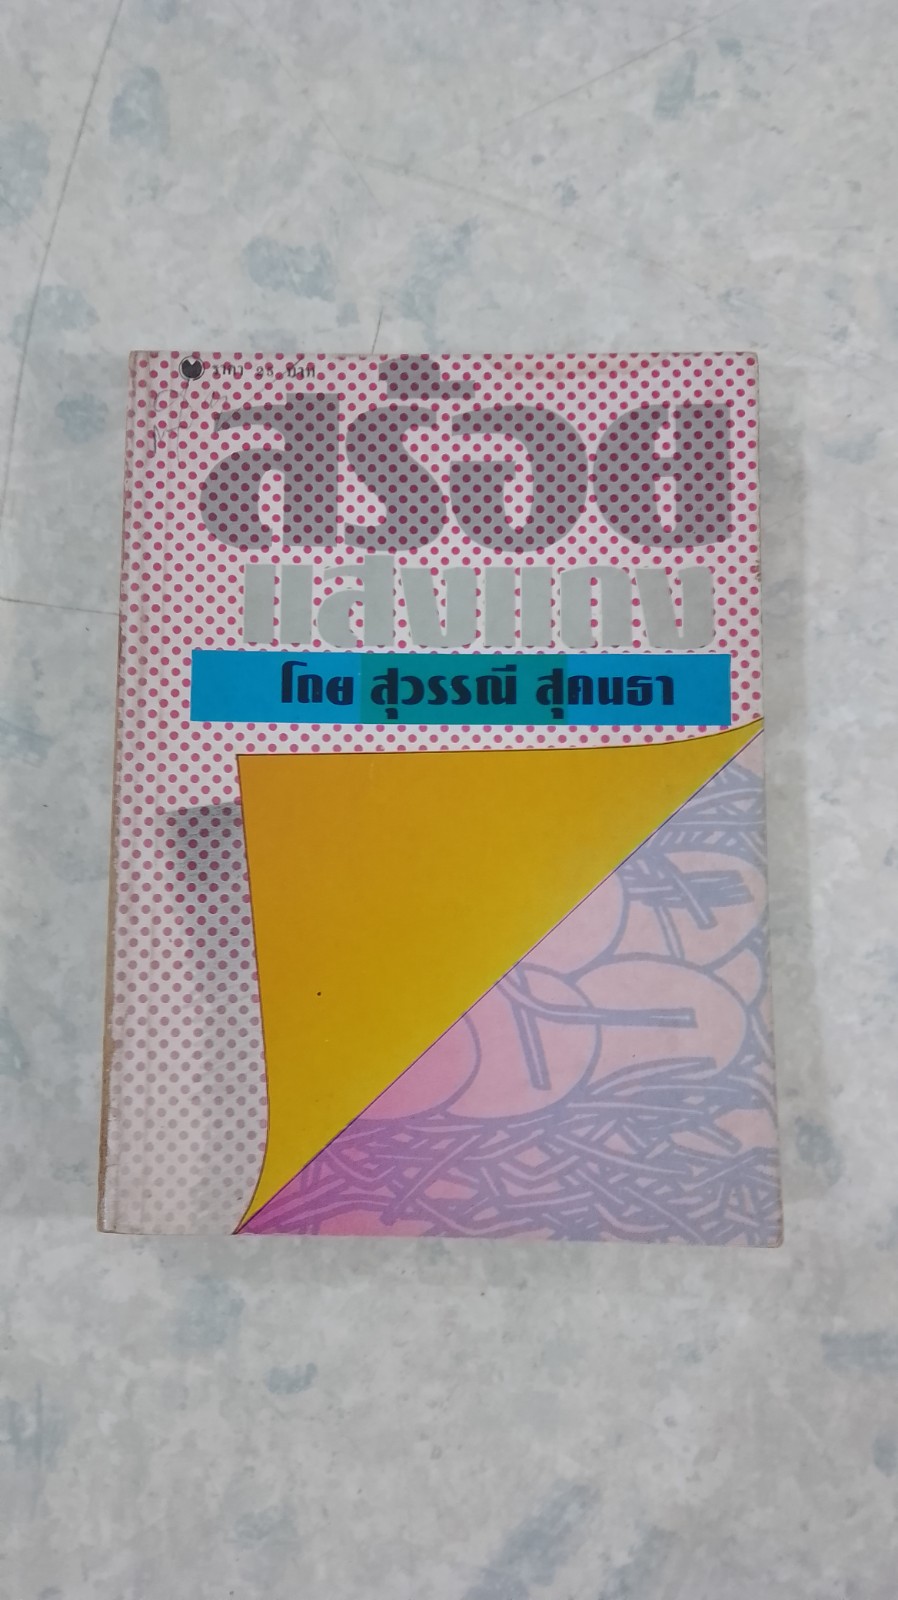 ราคา 25 บาท
สร้อย
แสงแดง
โดย สุวรรณี สุคนธา